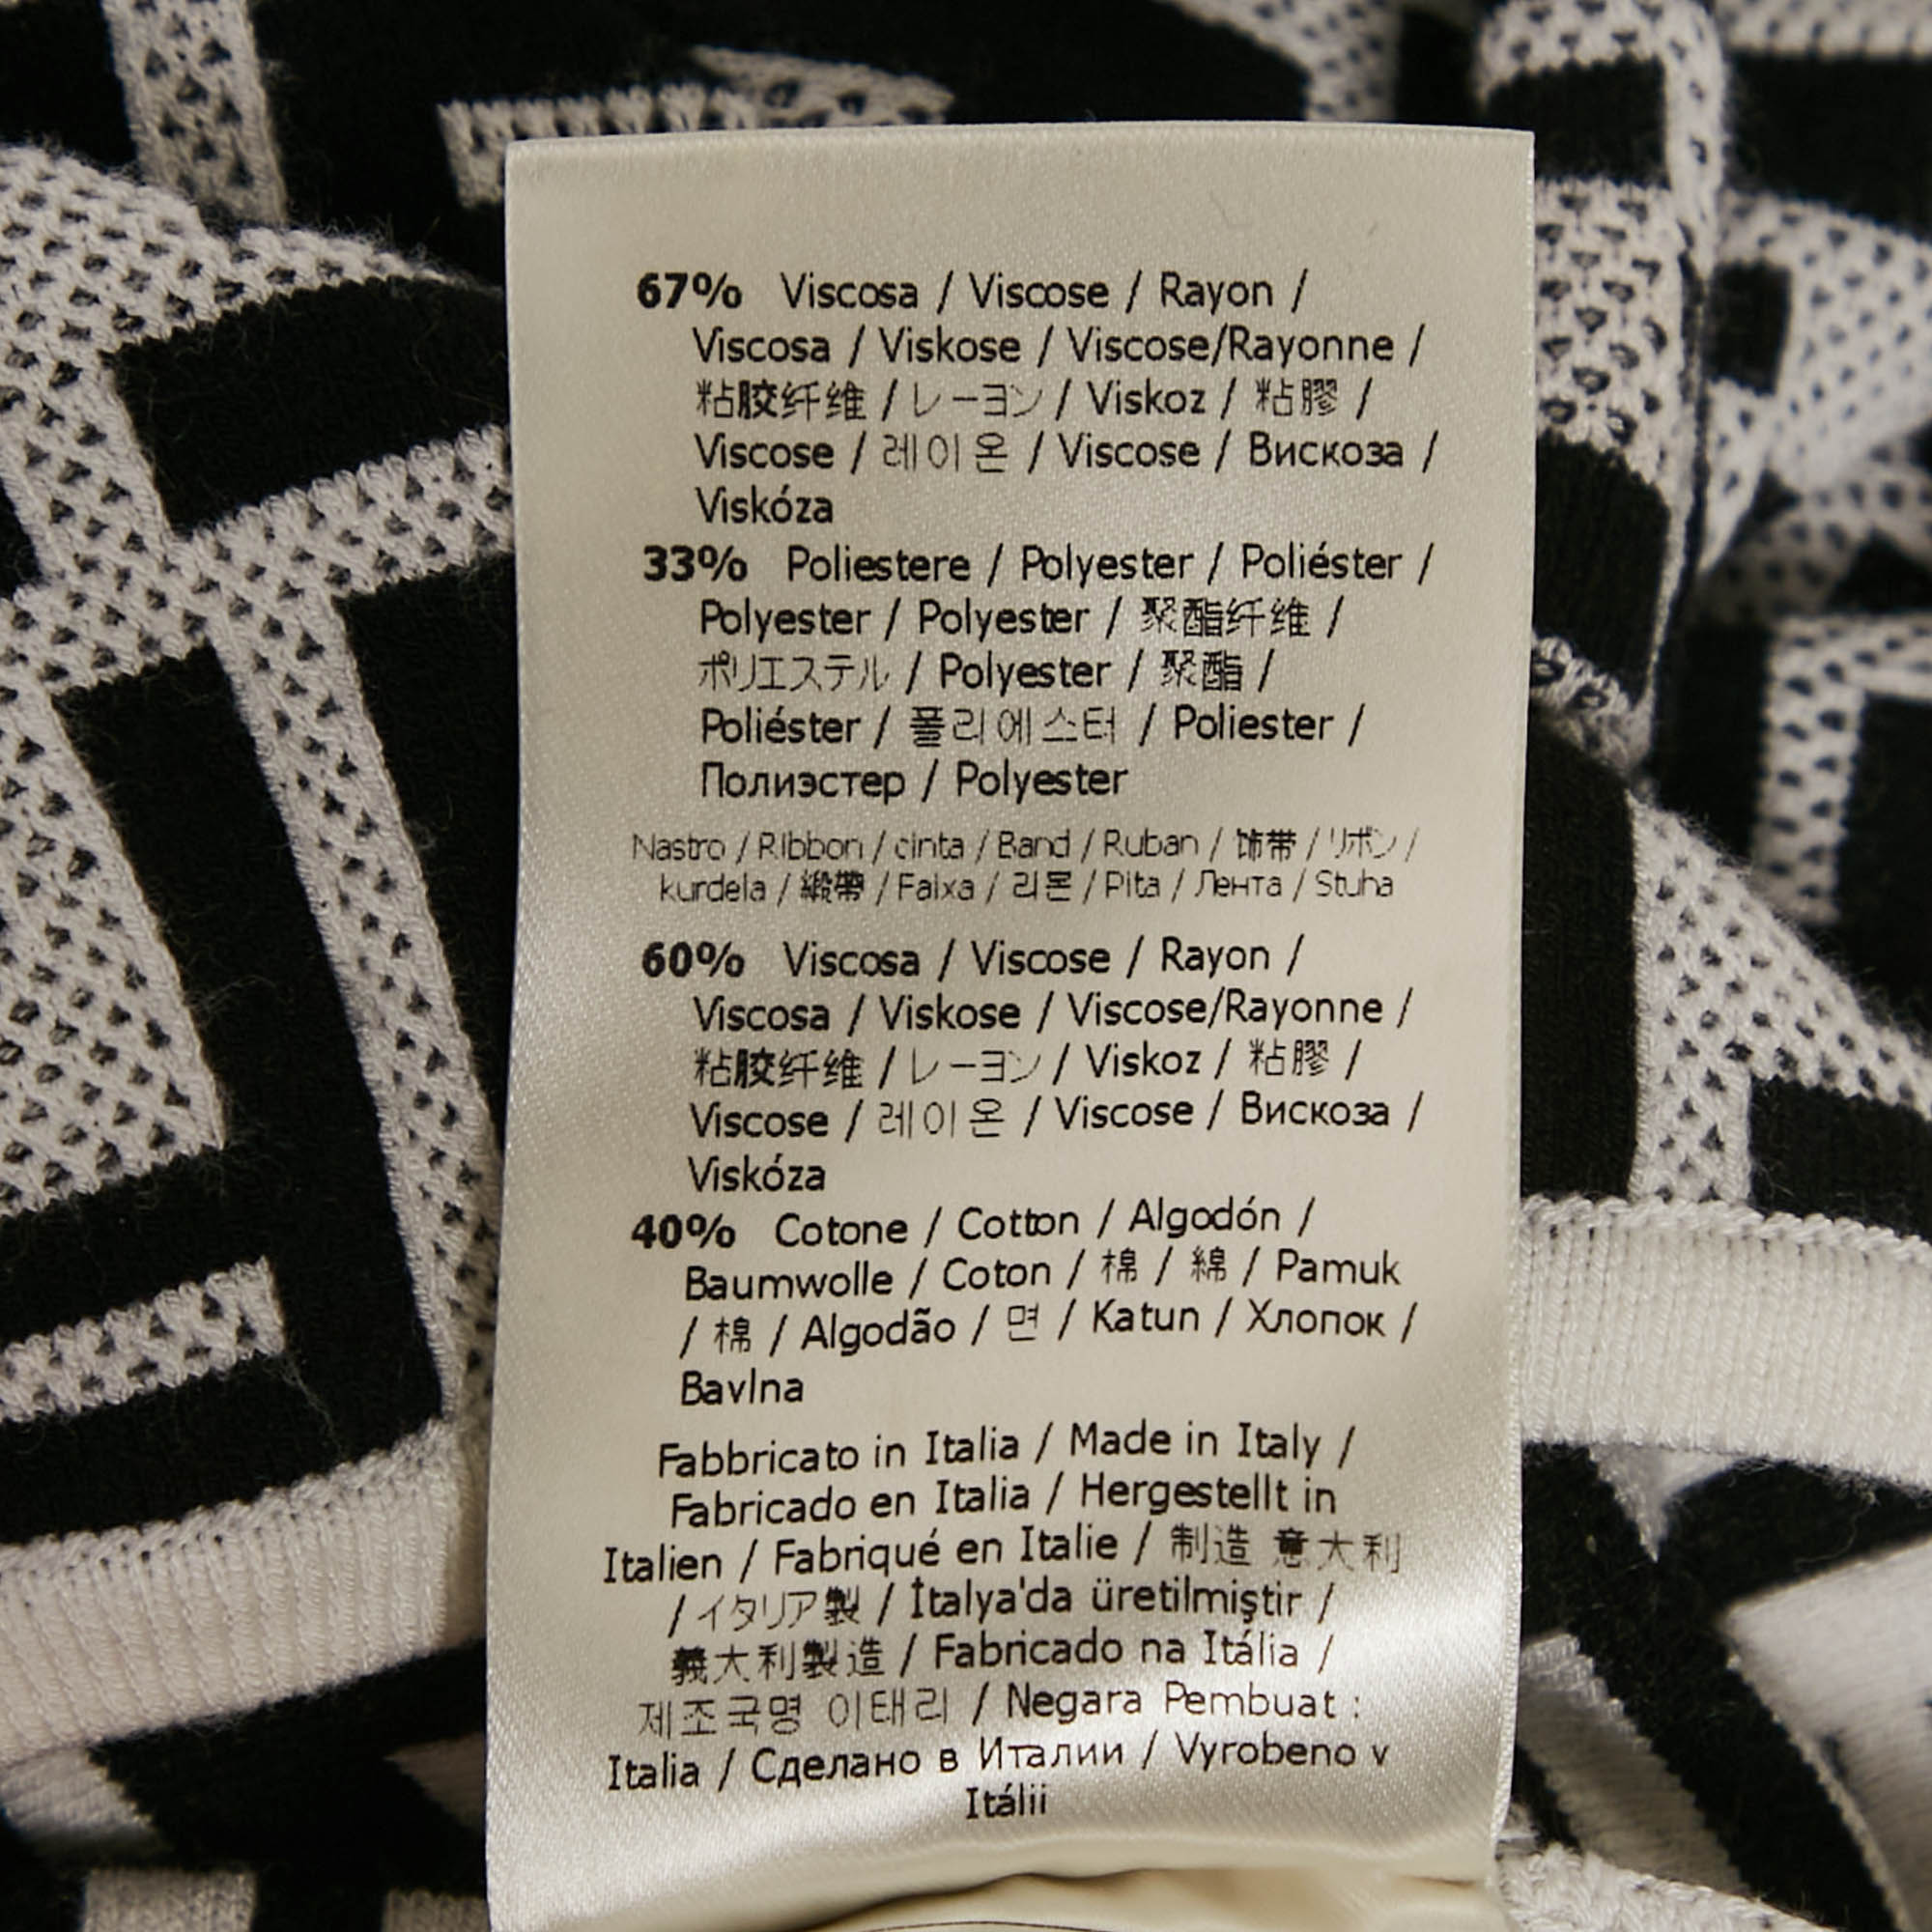 67% Viscosa / Viscose / Rayon /
Viscosa / Viskose / Viscose/Rayonne /
粘胶纤维 / レーヨン / Viskoz / 粘膠 /
Viscose / 레이온 / Viscose / Вискоза /
Viskóza
33% Poliestere / Polyester / Poliéster /
Polyester / Polyester / 聚酯纤维 /
ポリエステル / Polyester / 聚酯 /
Poliéster / 폴리에스터 / Poliester /
Полиэстер / Polyester
Nastro / Ribbon / cinta / Band / Ruban / 饰带 / リボン /
kurdela / 緞帶 / Faixa / 리본 / Pita / Лента / Stuha
60% Viscosa / Viscose / Rayon /
Viscosa / Viskose / Viscose/Rayonne /
粘胶纤维 / レーヨン / Viskoz / 粘膠 /
Viscose / 레이온 / Viscose / Вискоза /
Viskóza
40% Cotone / Cotton / Algodón /
Baumwolle / Coton / 棉 / 綿 / Pamuk
/ 棉 / Algodão / 면 / Katun / Хлопок /
Bavlna
Fabbricato in Italia / Made in Italy /
Fabricado en Italia / Hergestellt in
Italien / Fabriqué en Italie / 制造 意大利
/ イタリア製 / İtalya'da üretilmiştir /
義大利製造 / Fabricado na Itália /
제조국명 이태리 / Negara Pembuat :
Italia / Сделано в Италии / Vyrobeno v
Itálii